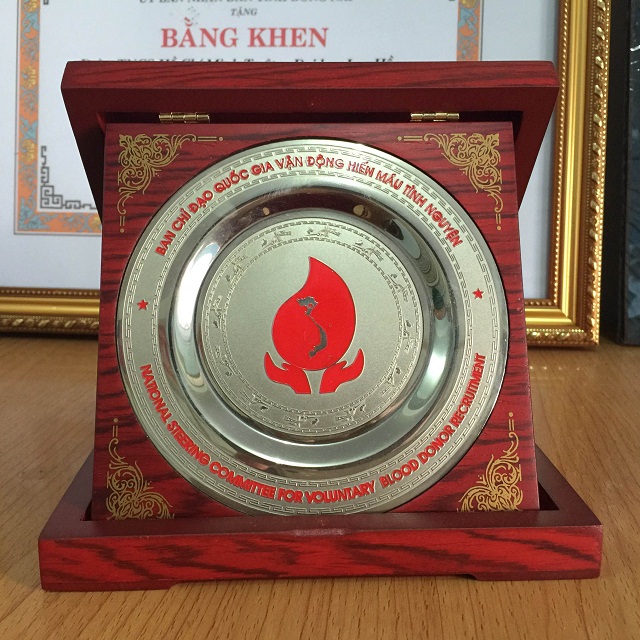 TẶNG
BẰNG KHEN
BAN CHỈ ĐẠO QUỐC GIA VẬN ĐỘNG HIẾN MÁU TÌNH NGUYỆN
NATIONAL STEERING COMMITTEE FOR VOLUNTARY BLOOD DONOR RECRUITMENT